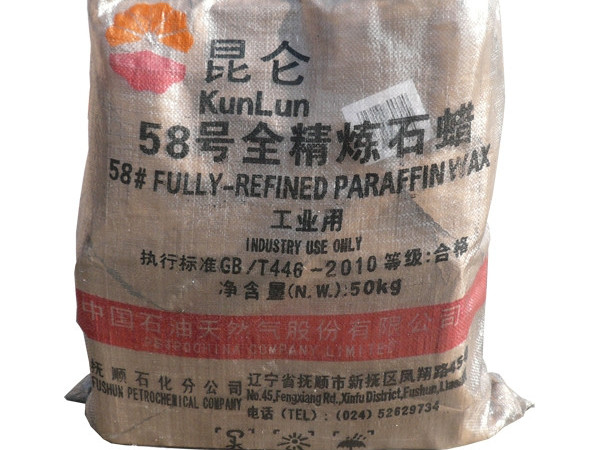 昆仑
KunLun
58号全精炼石蜡
58# FULLY-REFINED PARAFFIN WAX
工业用
INDUSTRY USE ONLY
执行标准GB/T446-2010 等级:合格
净含量(N.W.):50kg
中国石油天然气股份有限公司
PETROCHINA COMPANY LIMITED
抚顺石化分公司
FUSHUN PETROCHEMICAL COMPANY
辽宁省抚顺市新抚区凤翔路45号
No.45,Fengxiang Rd.,Xinfu District,Fushun,
电话(TEL):(024) 52629734